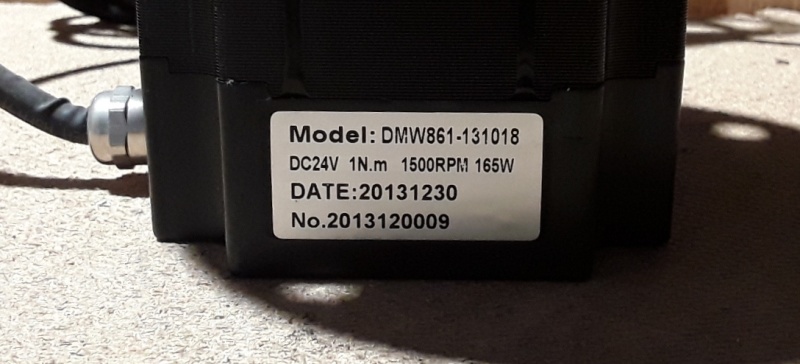 Model: DMW861-131018
DC24V 1N.m 1500RPM 165W
DATE:20131230
No.2013120009